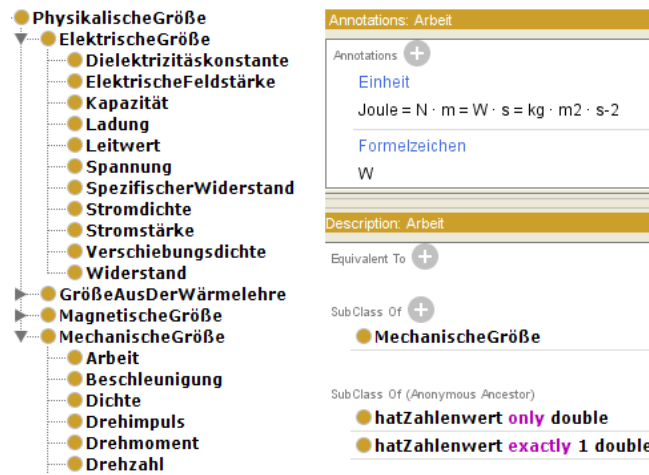 PhysikalischeGröße
ElektrischeGröße
Dielektrizitäskonstante
ElektrischeFeldstärke
Kapazität
Ladung
Leitwert
Spannung
SpezifischerWiderstand
Stromdichte
Stromstärke
Verschiebungsdichte
Widerstand
GrößeAusDerWärmelehre
MagnetischeGröße
MechanischeGröße
Arbeit
Beschleunigung
Dichte
Drehimpuls
Drehmoment
Drehzahl
Annotations: Arbeit
Annotations
Einheit
Joule = N · m = W · s = kg · m2 · s-2
Formelzeichen
W
Description: Arbeit
Equivalent To
SubClass Of
MechanischeGröße
SubClass Of (Anonymous Ancestor)
hatZahlenwert only double
hatZahlenwert exactly 1 double